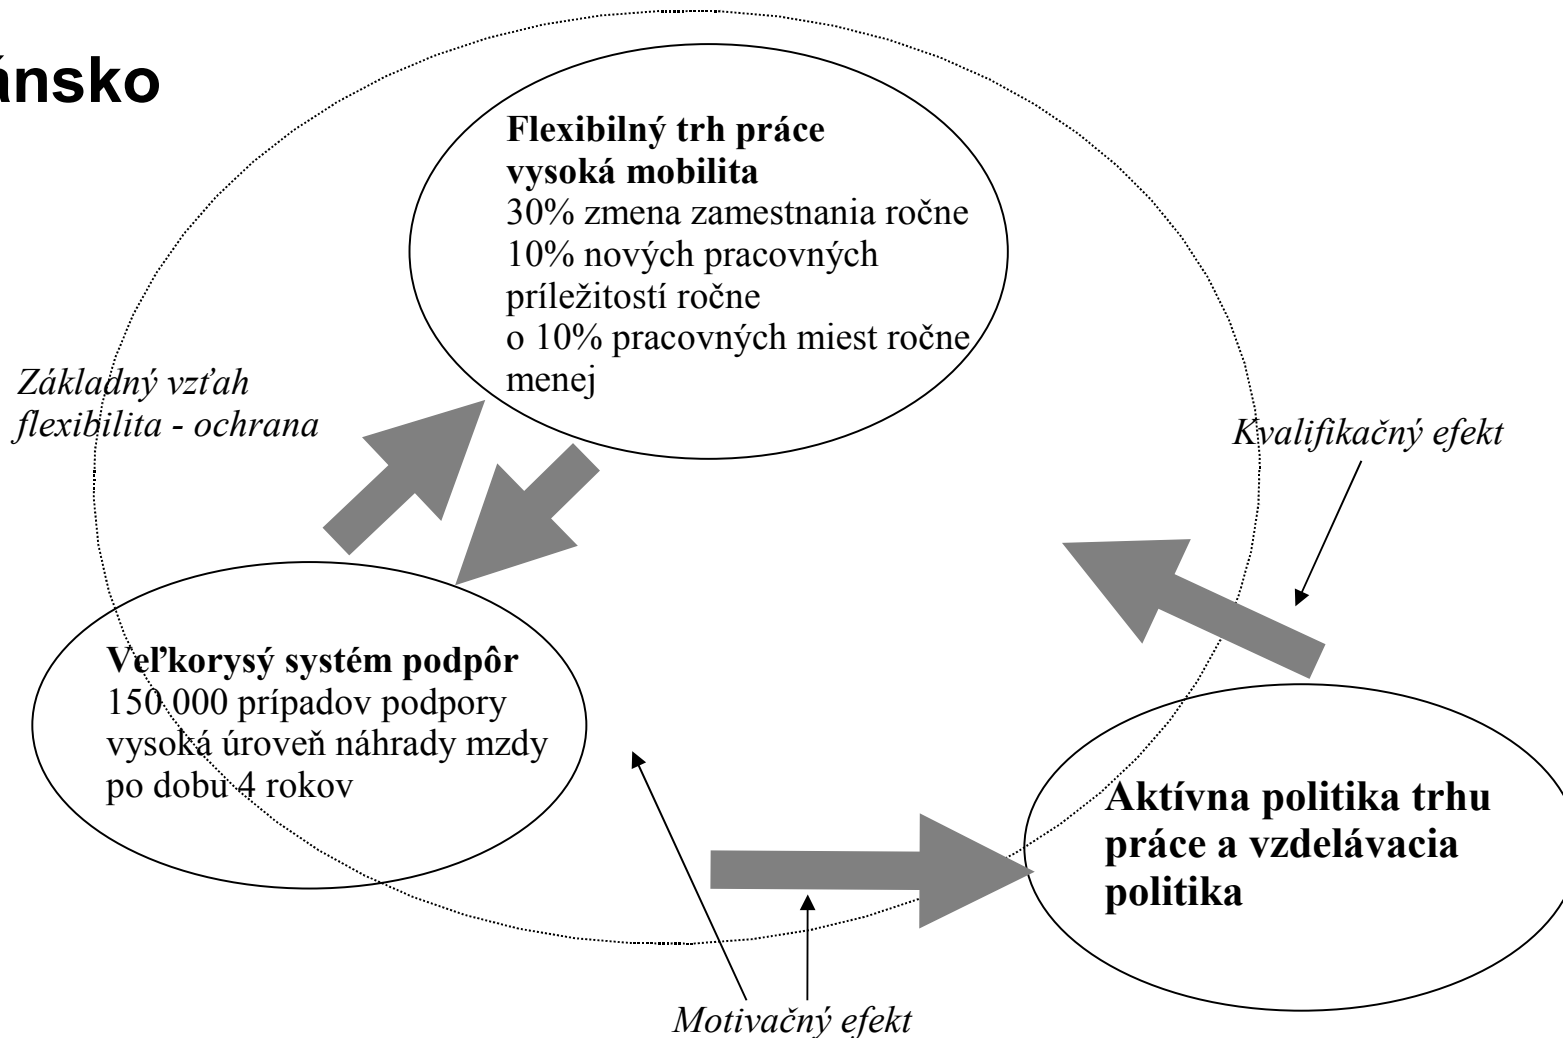 ánsko
Flexibilný trh práce
vysoká mobilita
30% zmena zamestnania ročne
10% nových pracovných
príležitostí ročne
o 10% pracovných miest ročne
menej
Základný vzťah
flexibilita - ochrana
Kvalifikačný efekt
Veľkorysý systém podpôr
150 000 prípadov podpory
vysoká úroveň náhrady mzdy
po dobu 4 rokov
Aktívna politika trhu
práce a vzdelávacia
politika
Motivačný efekt